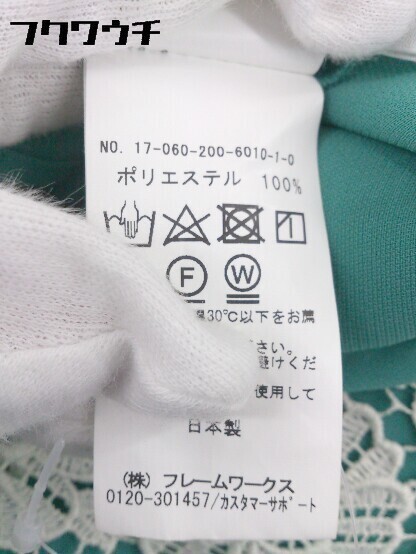 フクワウチ
NO. 17-060-200-6010-1-0
ポリエステル 100%
F W
30℃以下をお薦
さい。
避けくだ
使用して
日本製
(株) フレームワークス
0120-301457/カスタマーサポート